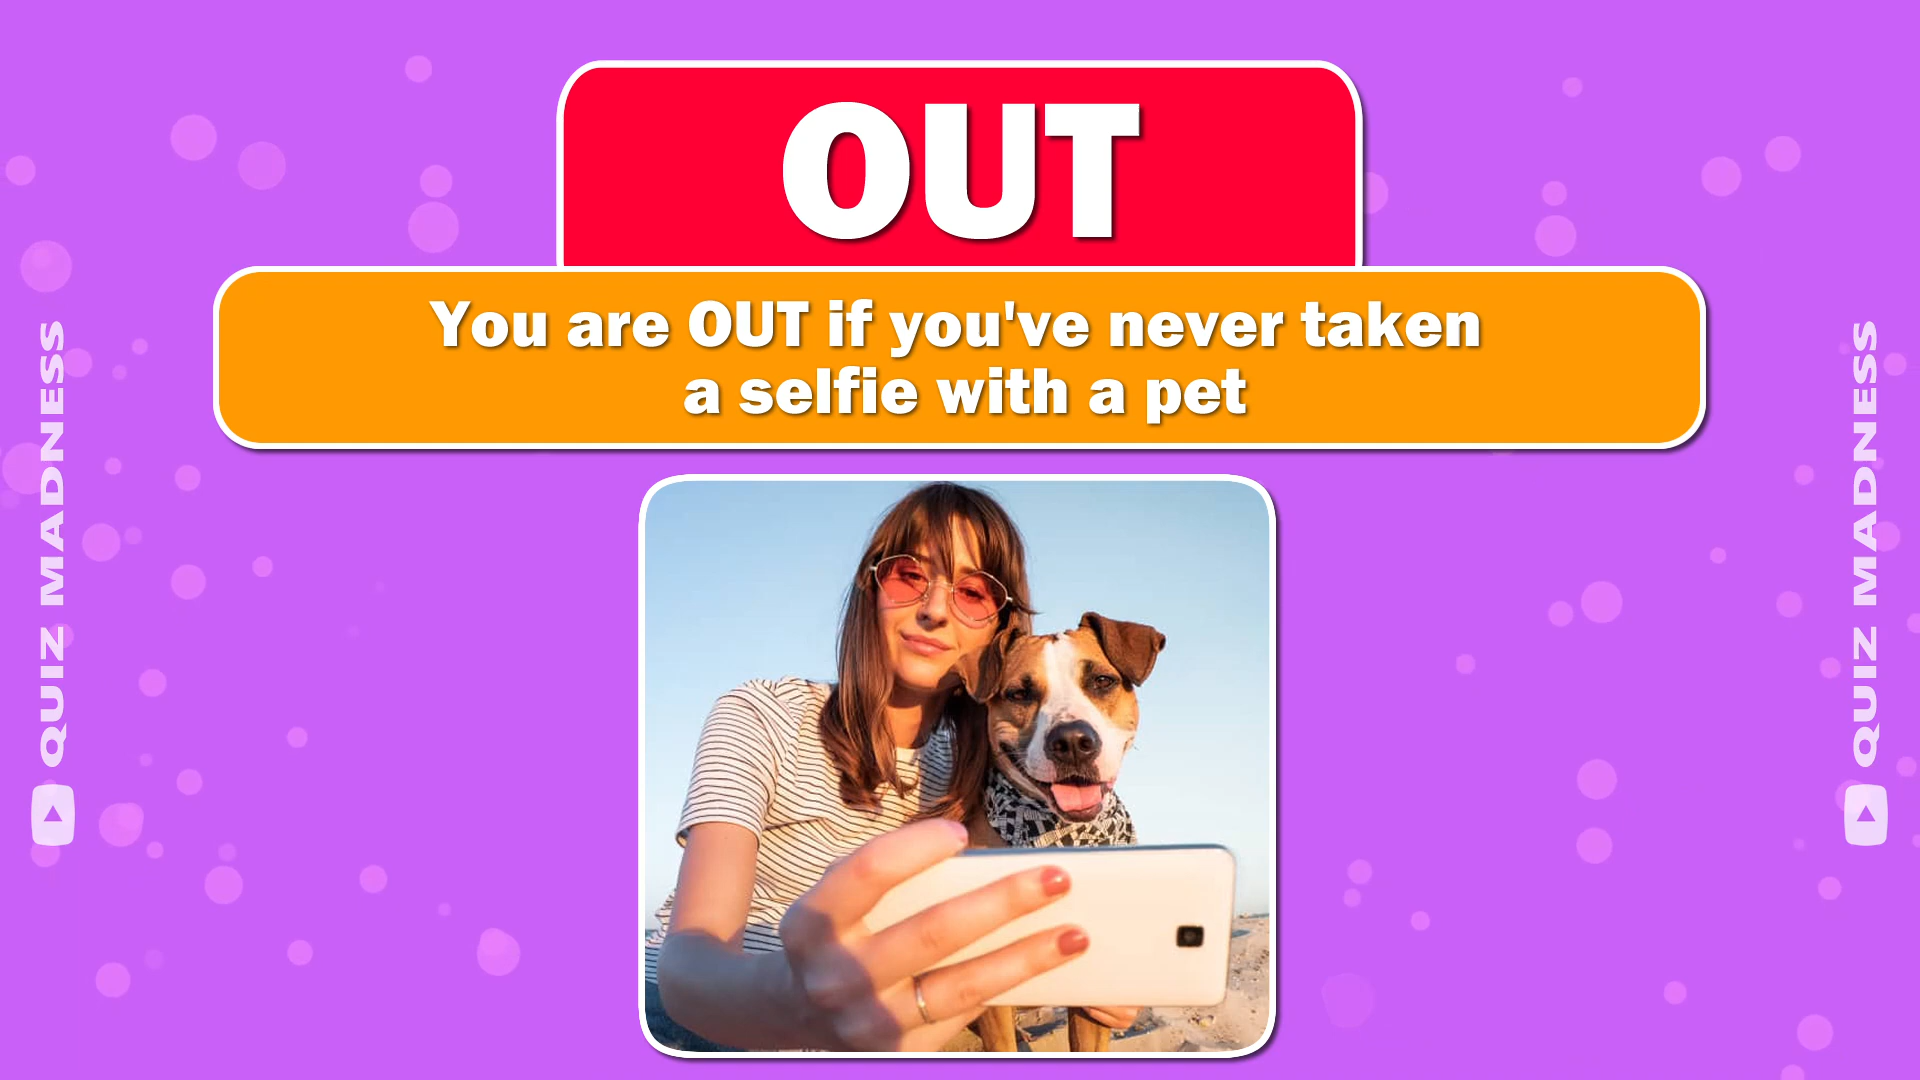 OUT
You are OUT if you've never taken
a selfie with a pet
QUIZ MADNESS
QUIZ MADNESS